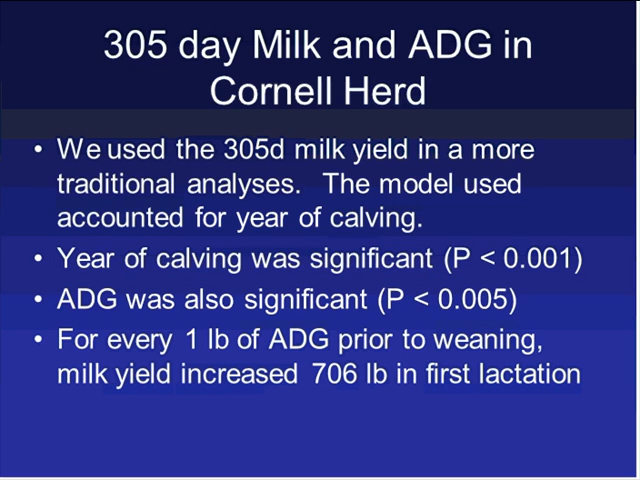 305 day Milk and ADG in
Cornell Herd
• We used the 305d milk yield in a more
traditional analyses. The model used
accounted for year of calving.
• Year of calving was significant (P < 0.001)
• ADG was also significant (P < 0.005)
• For every 1 lb of ADG prior to weaning,
milk yield increased 706 lb in first lactation